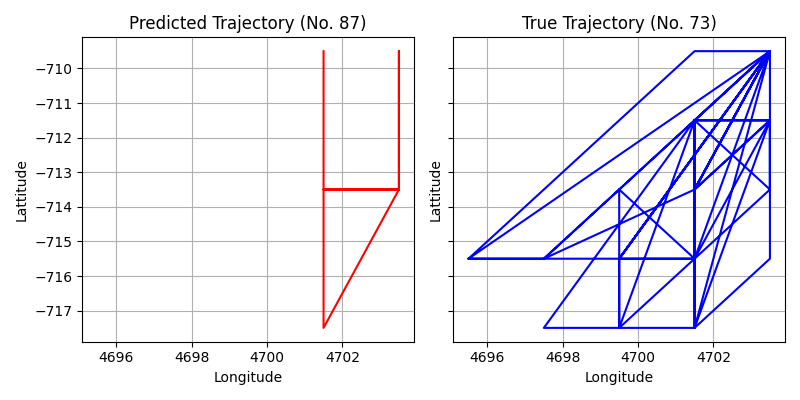 Predicted Trajectory (No. 87)
True Trajectory (No. 73)
−710
−711
−712
−713
−714
−715
−716
−717
Lattitude
Lattitude
4696 4698 4700 4702
4696 4698 4700 4702
Longitude
Longitude